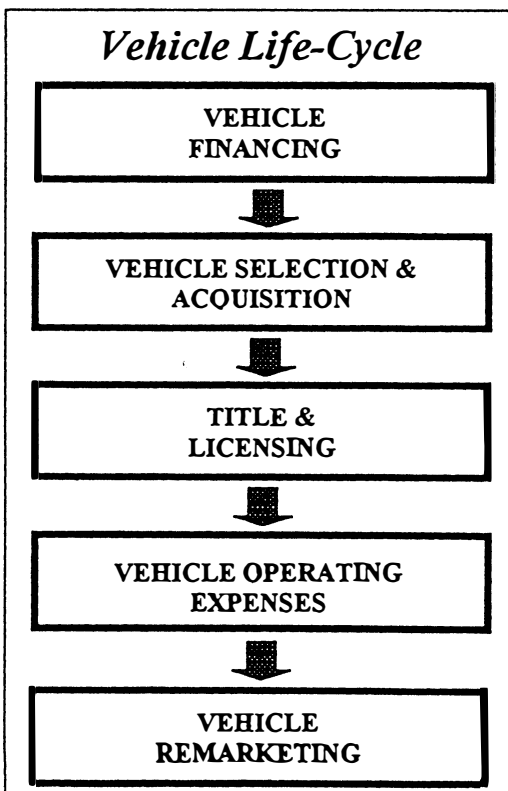 Vehicle Life-Cycle
VEHICLE
FINANCING
VEHICLE SELECTION &
ACQUISITION
TITLE &
LICENSING
VEHICLE OPERATING
EXPENSES
VEHICLE
REMARKETING